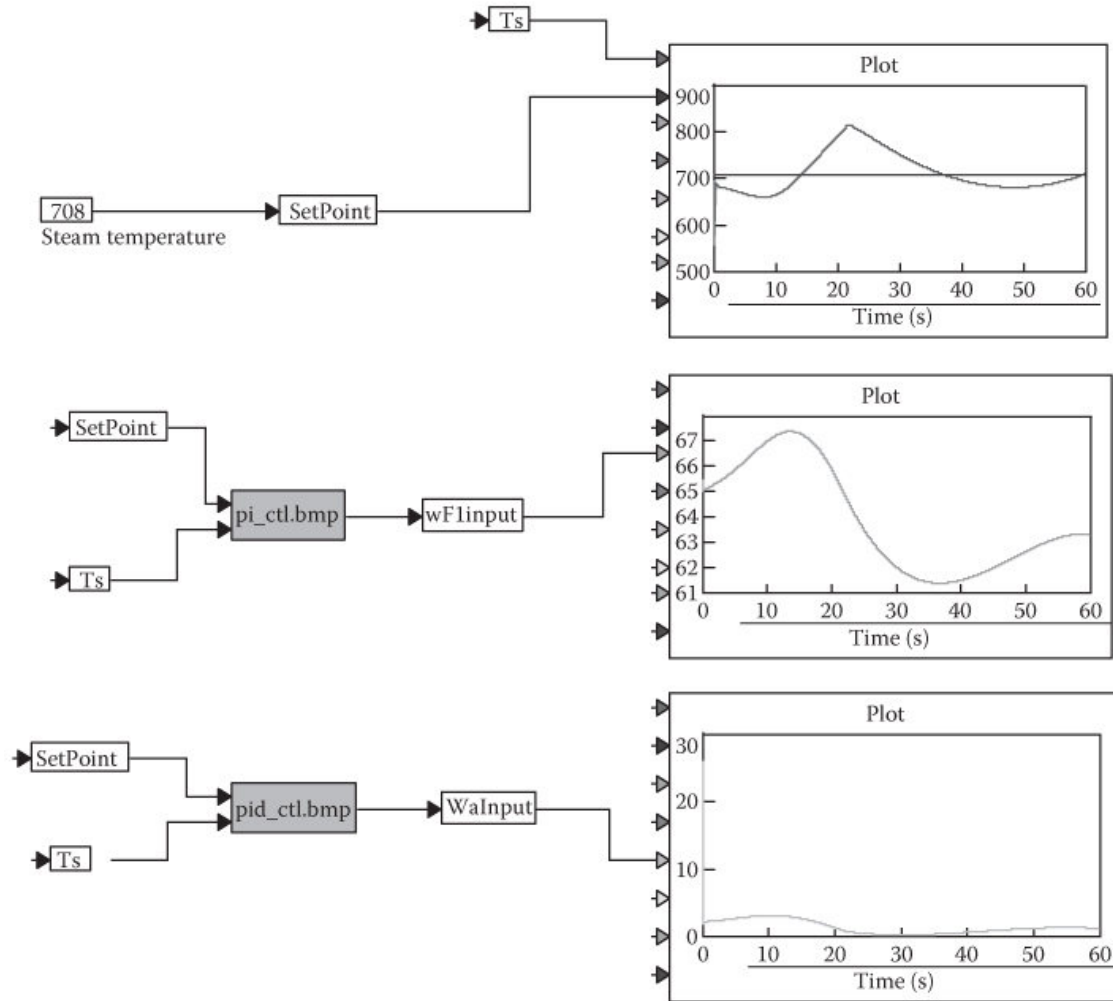 Ts
Plot
900
800
700
600
500
0 10 20 30 40 50 60
Time (s)
708
SetPoint
Steam temperature
Plot
SetPoint
pi_ctl.bmp
wF1input
Ts
67
66
65
64
63
62
61
0 10 20 30 40 50 60
Time (s)
Plot
SetPoint
pid_ctl.bmp
WaInput
Ts
30
20
10
0
10 20 30 40 50 60
Time (s)